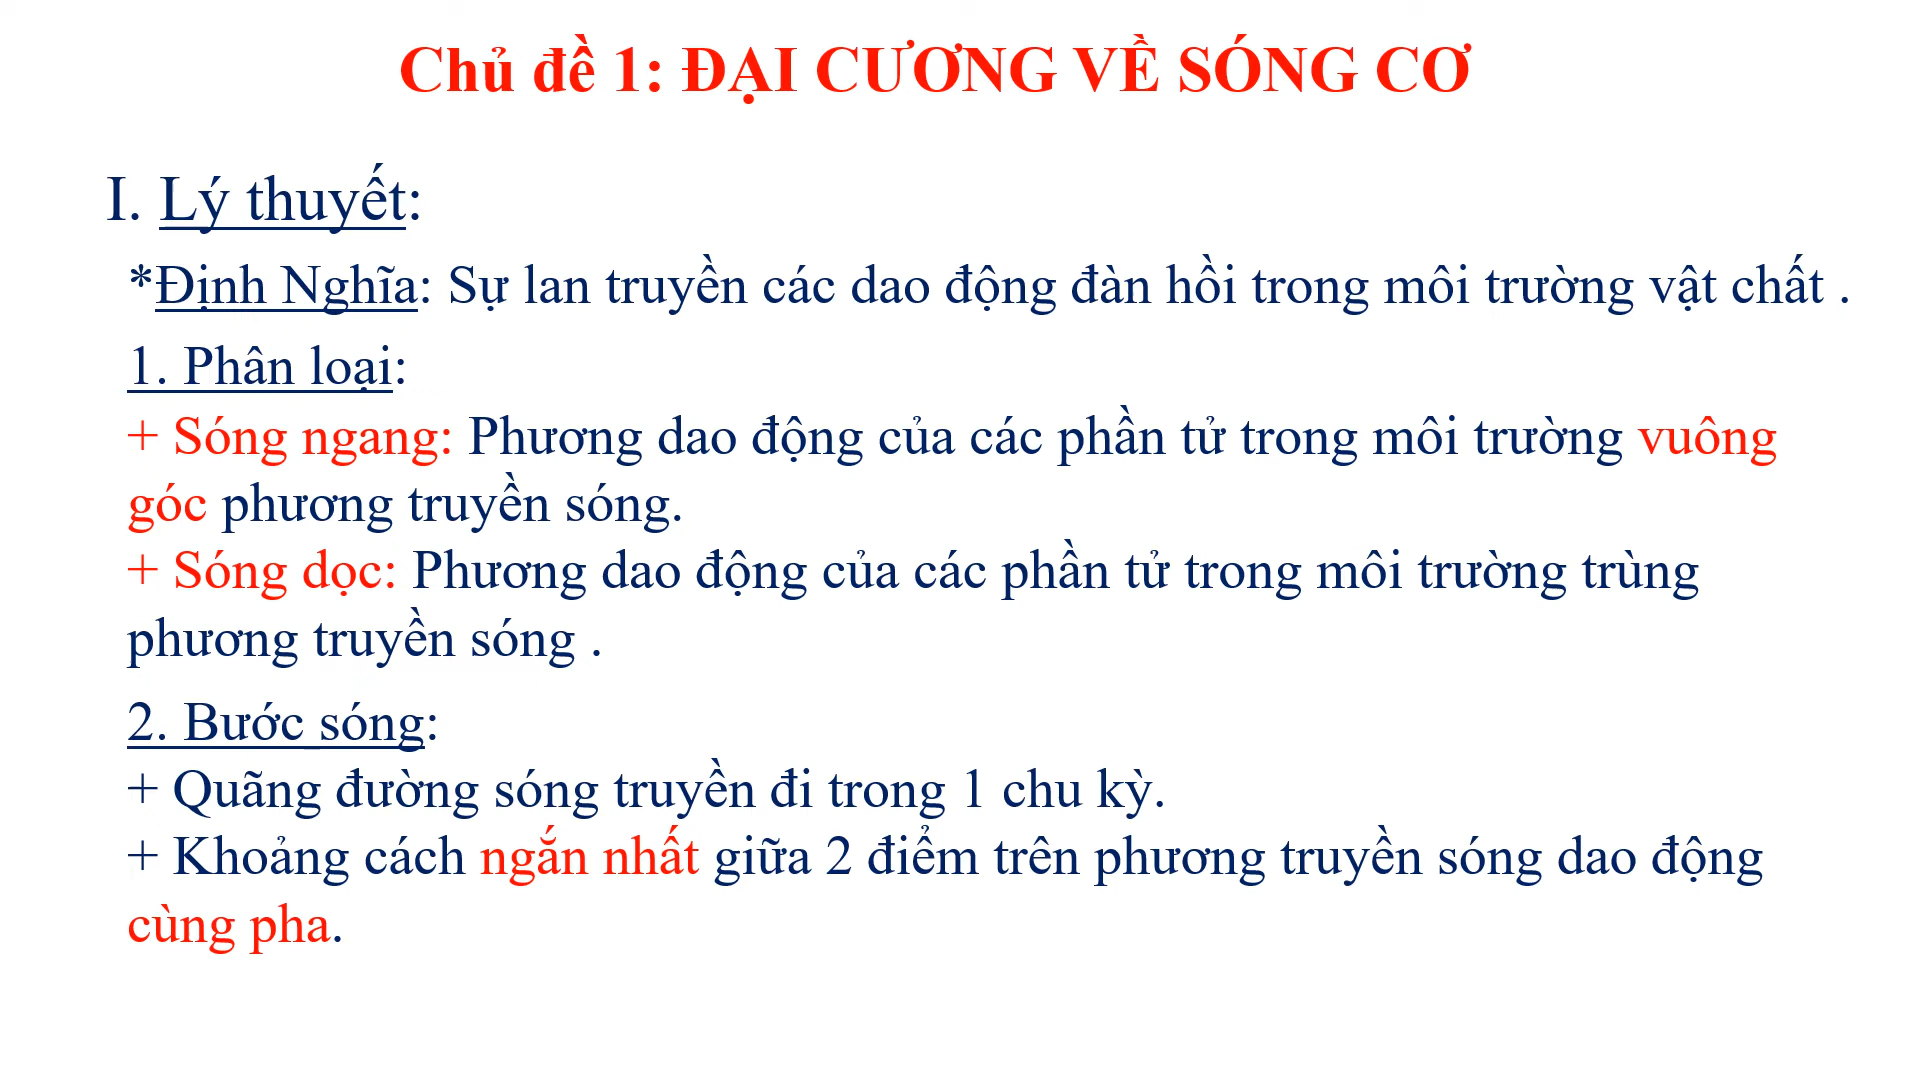 Chủ đề 1: ĐẠI CƯƠNG VỀ SÓNG CƠ
I. Lý thuyết:
*Định Nghĩa: Sự lan truyền các dao động đàn hồi trong môi trường vật chất .
1. Phân loại:
+ Sóng ngang: Phương dao động của các phần tử trong môi trường vuông
góc phương truyền sóng.
+ Sóng dọc: Phương dao động của các phần tử trong môi trường trùng
phương truyền sóng .
2. Bước sóng:
+ Quãng đường sóng truyền đi trong 1 chu kỳ.
+ Khoảng cách ngắn nhất giữa 2 điểm trên phương truyền sóng dao động
cùng pha.